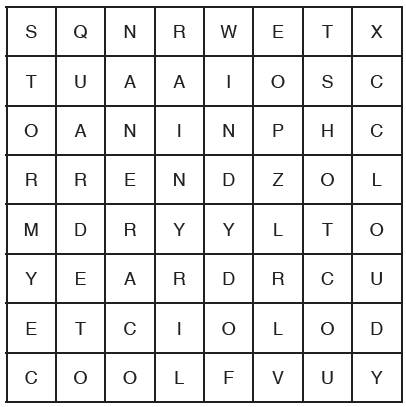 S Q N R W E T X
T U A A I O S C
O A N I N P H C
R R E N D Z O L
M D R Y Y L T O
Y E A R D R C U
E T C I O L O D
C O O L F V U Y